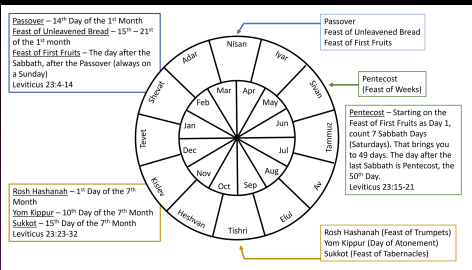 Passover – 14th Day of the 1st Month
Feast of Unleavened Bread – 15th – 21st
of the 1st month
Feast of First Fruits – The day after the
Sabbath, after the Passover (always on
a Sunday)
Leviticus 23:4-14
Passover
Feast of Unleavened Bread
Feast of First Fruits
Pentecost
(Feast of Weeks)
Pentecost – Starting on the
Feast of First Fruits as Day 1,
count 7 Sabbath Days
(Saturdays). That brings you
to 49 days. The day after the
last Sabbath is Pentecost, the
50th Day.
Leviticus 23:15-21
Nisan
Iyar
Sivan
Tammuz
Av
Elul
Tishri
Heshvan
Kislev
Tevet
Shevat
Adar
Apr
May
Jun
Jul
Aug
Sep
Oct
Nov
Dec
Jan
Feb
Mar
Rosh Hashanah – 1st Day of the 7th
Month
Yom Kippur – 10th Day of the 7th Month
Sukkot – 15th Day of the 7th Month
Leviticus 23:23-32
Rosh Hashanah (Feast of Trumpets)
Yom Kippur (Day of Atonement)
Sukkot (Feast of Tabernacles)